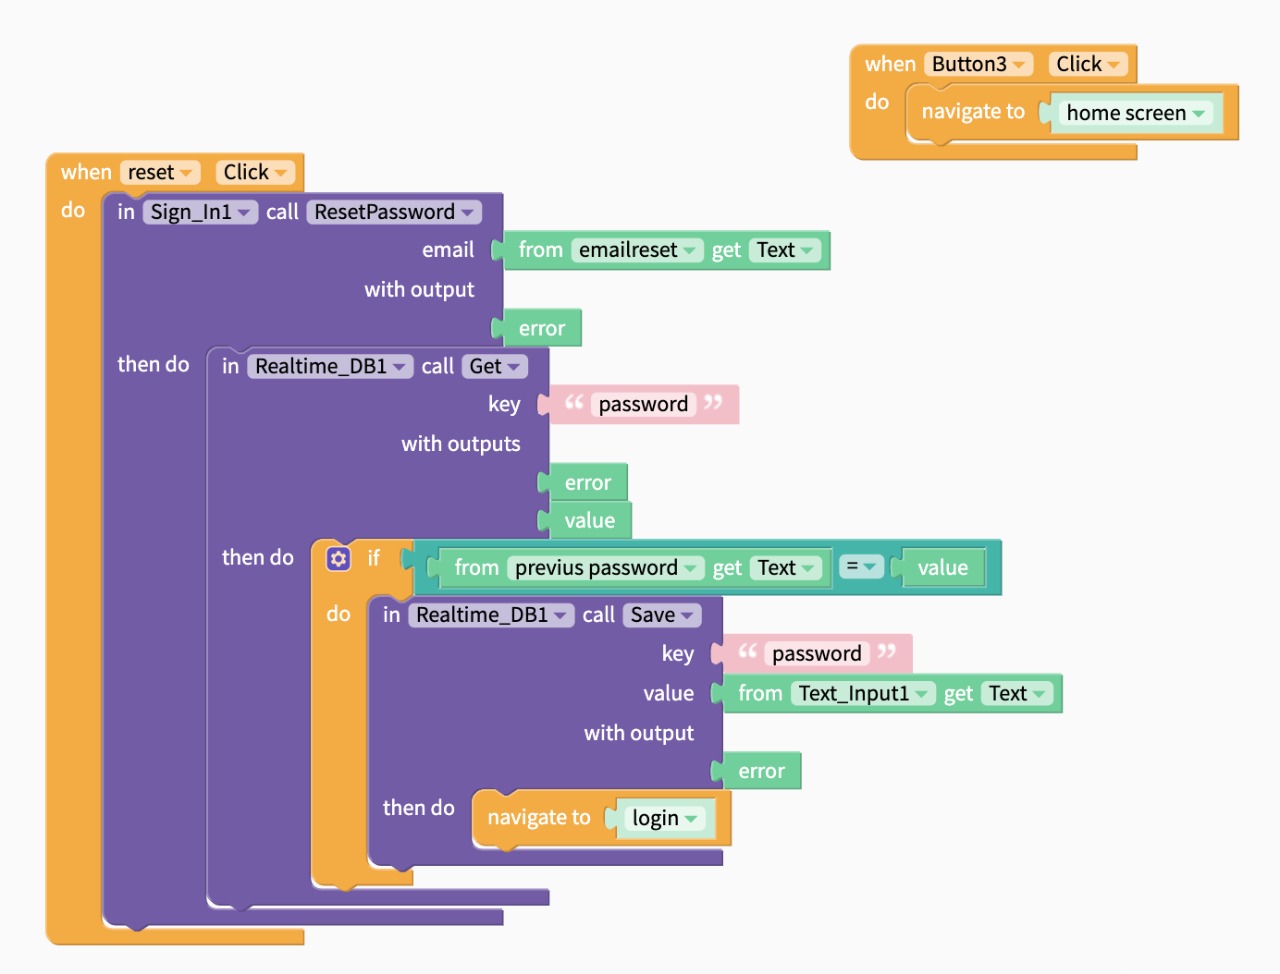 when Button3 Click
do navigate to home screen
when reset Click
do in Sign_In1 call ResetPassword
email from emailreset get Text
with output
error
then do in Realtime_DB1 call Get
key “ password ”
with outputs
error
value
then do if from previus password get Text = value
do in Realtime_DB1 call Save
key “ password ”
value from Text_Input1 get Text
with output
error
then do navigate to login